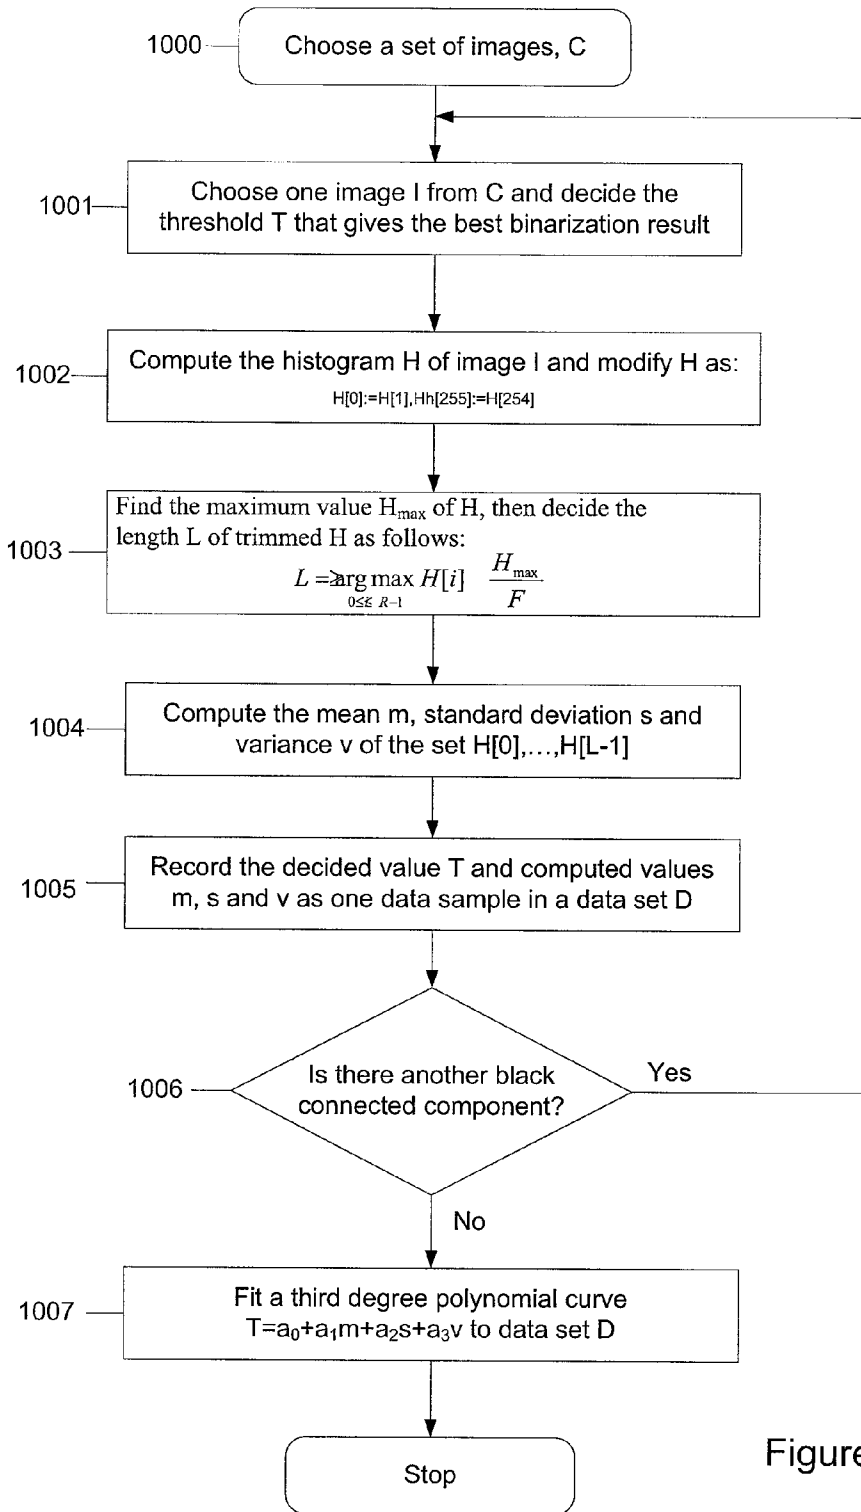 1000
Choose a set of images, C
1001
Choose one image I from C and decide the
threshold T that gives the best binarization result
1002
Compute the histogram H of image I and modify H as:
H[0]:=H[1],Hh[255]:=H[254]
1003
Find the maximum value Hmax of H, then decide the
length L of trimmed H as follows:
L = ≥arg max H[i] Hmax/F
0≤≤ R−1
1004
Compute the mean m, standard deviation s and
variance v of the set H[0],...,H[L-1]
1005
Record the decided value T and computed values
m, s and v as one data sample in a data set D
1006
Is there another black
connected component?
Yes
No
1007
Fit a third degree polynomial curve
T=a₀+a₁m+a₂s+a₃v to data set D
Stop
Figure